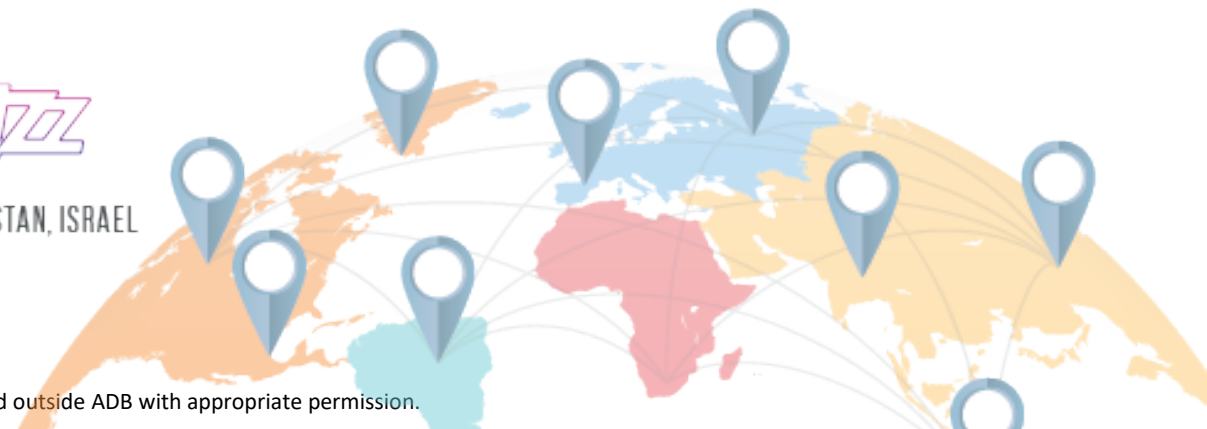 STAN, ISRAEL
d outside ADB with appropriate permission.